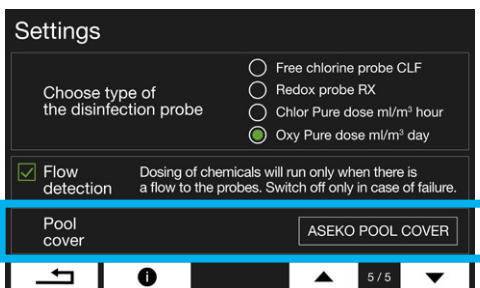 Settings
Choose type of
the disinfection probe
Free chlorine probe CLF
Redox probe RX
Chlor Pure dose ml/m³ hour
Oxy Pure dose ml/m³ day
Flow
detection
Dosing of chemicals will run only when there is
a flow to the probes. Switch off only in case of failure.
Pool
cover
ASEKO POOL COVER
5/5